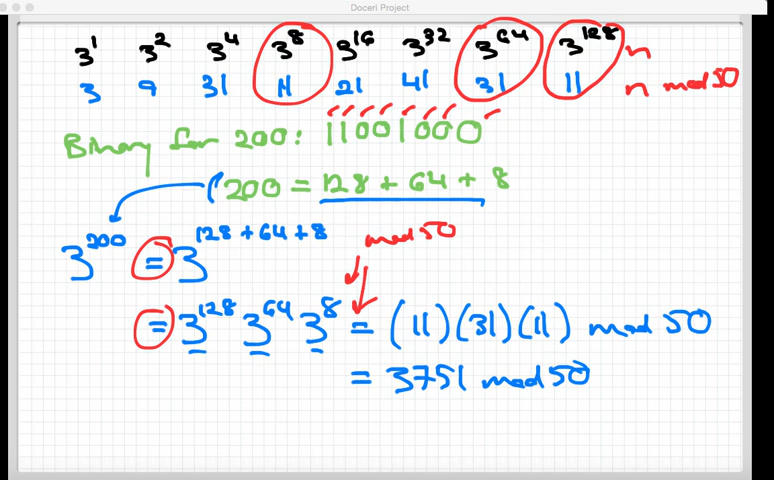 Doceri Project
3^1 3^2 3^4 3^8 3^16 3^32 3^64 3^128 n
3 9 31 11 21 41 31 11 n mod 50
Binary for 200: 11001000
200 = 128 + 64 + 8
3^200 = 3^128+64+8
mod 50
= 3^128 3^64 3^8 = (11)(31)(11) mod 50
= 3751 mod 50